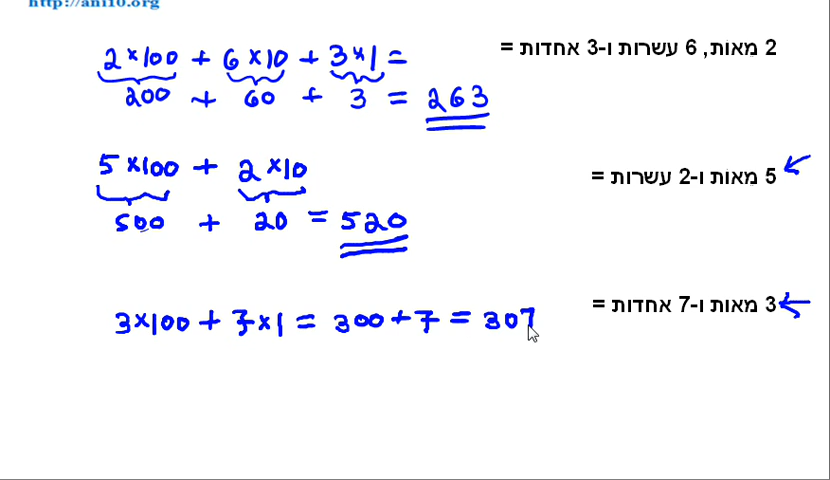 http://ani10.org
2 מאות, 6 עשרות ו-3 אחדות =
2×100 + 6×10 + 3×1 =
200 + 60 + 3 = 263
5 מאות ו-2 עשרות =
5×100 + 2×10
500 + 20 = 520
3 מאות ו-7 אחדות =
3×100 + 7×1 = 300 + 7 = 307